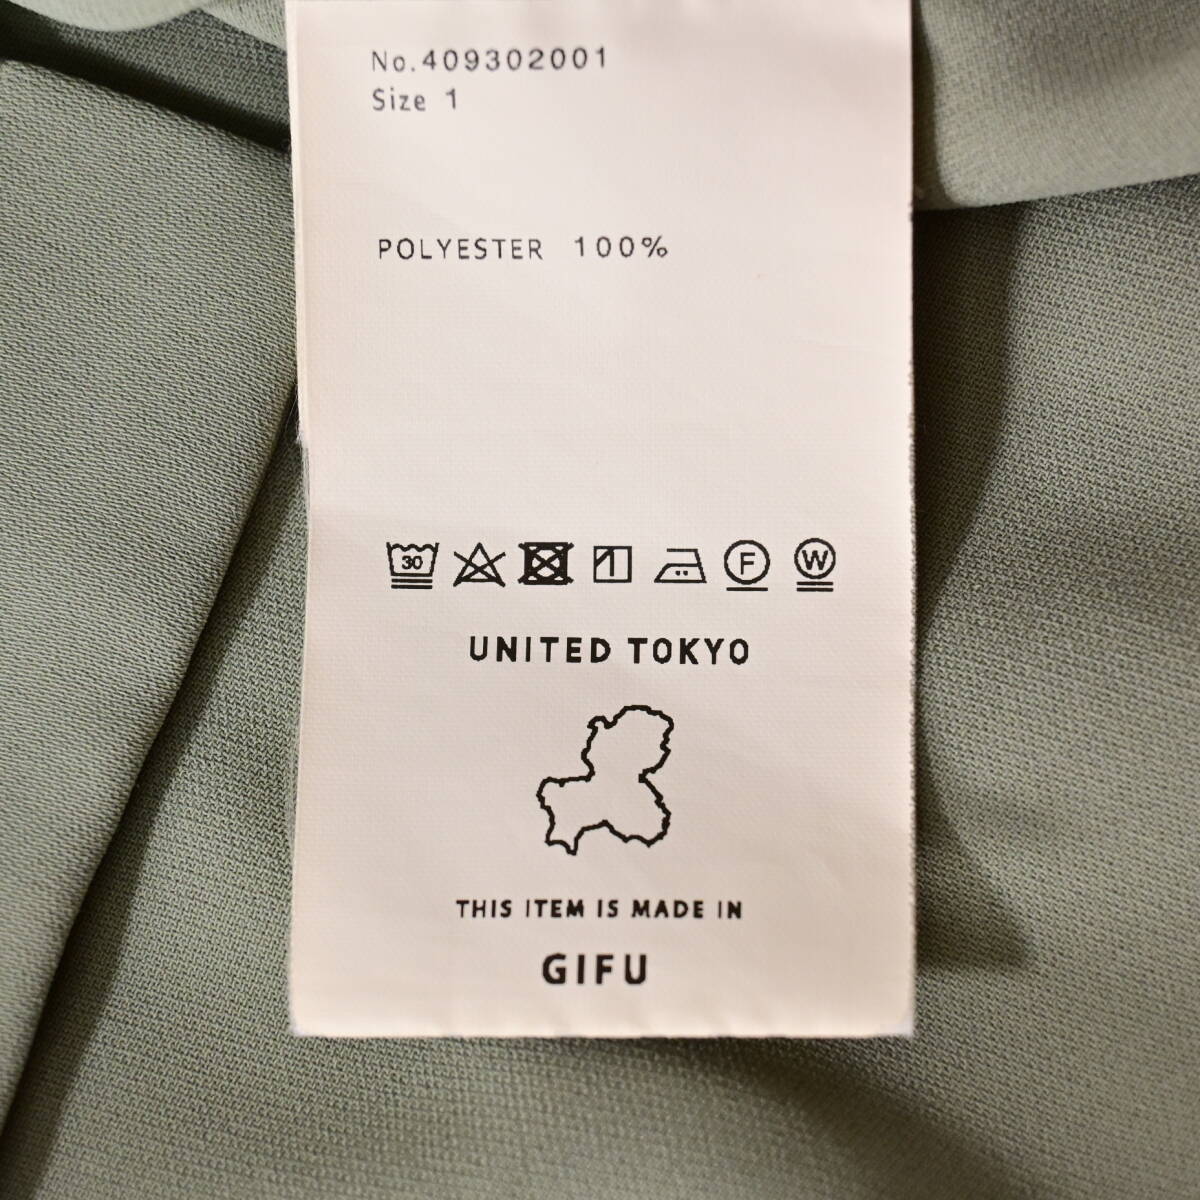 No.409302001
Size 1
POLYESTER 100%
30 F W
UNITED TOKYO
THIS ITEM IS MADE IN
GIFU